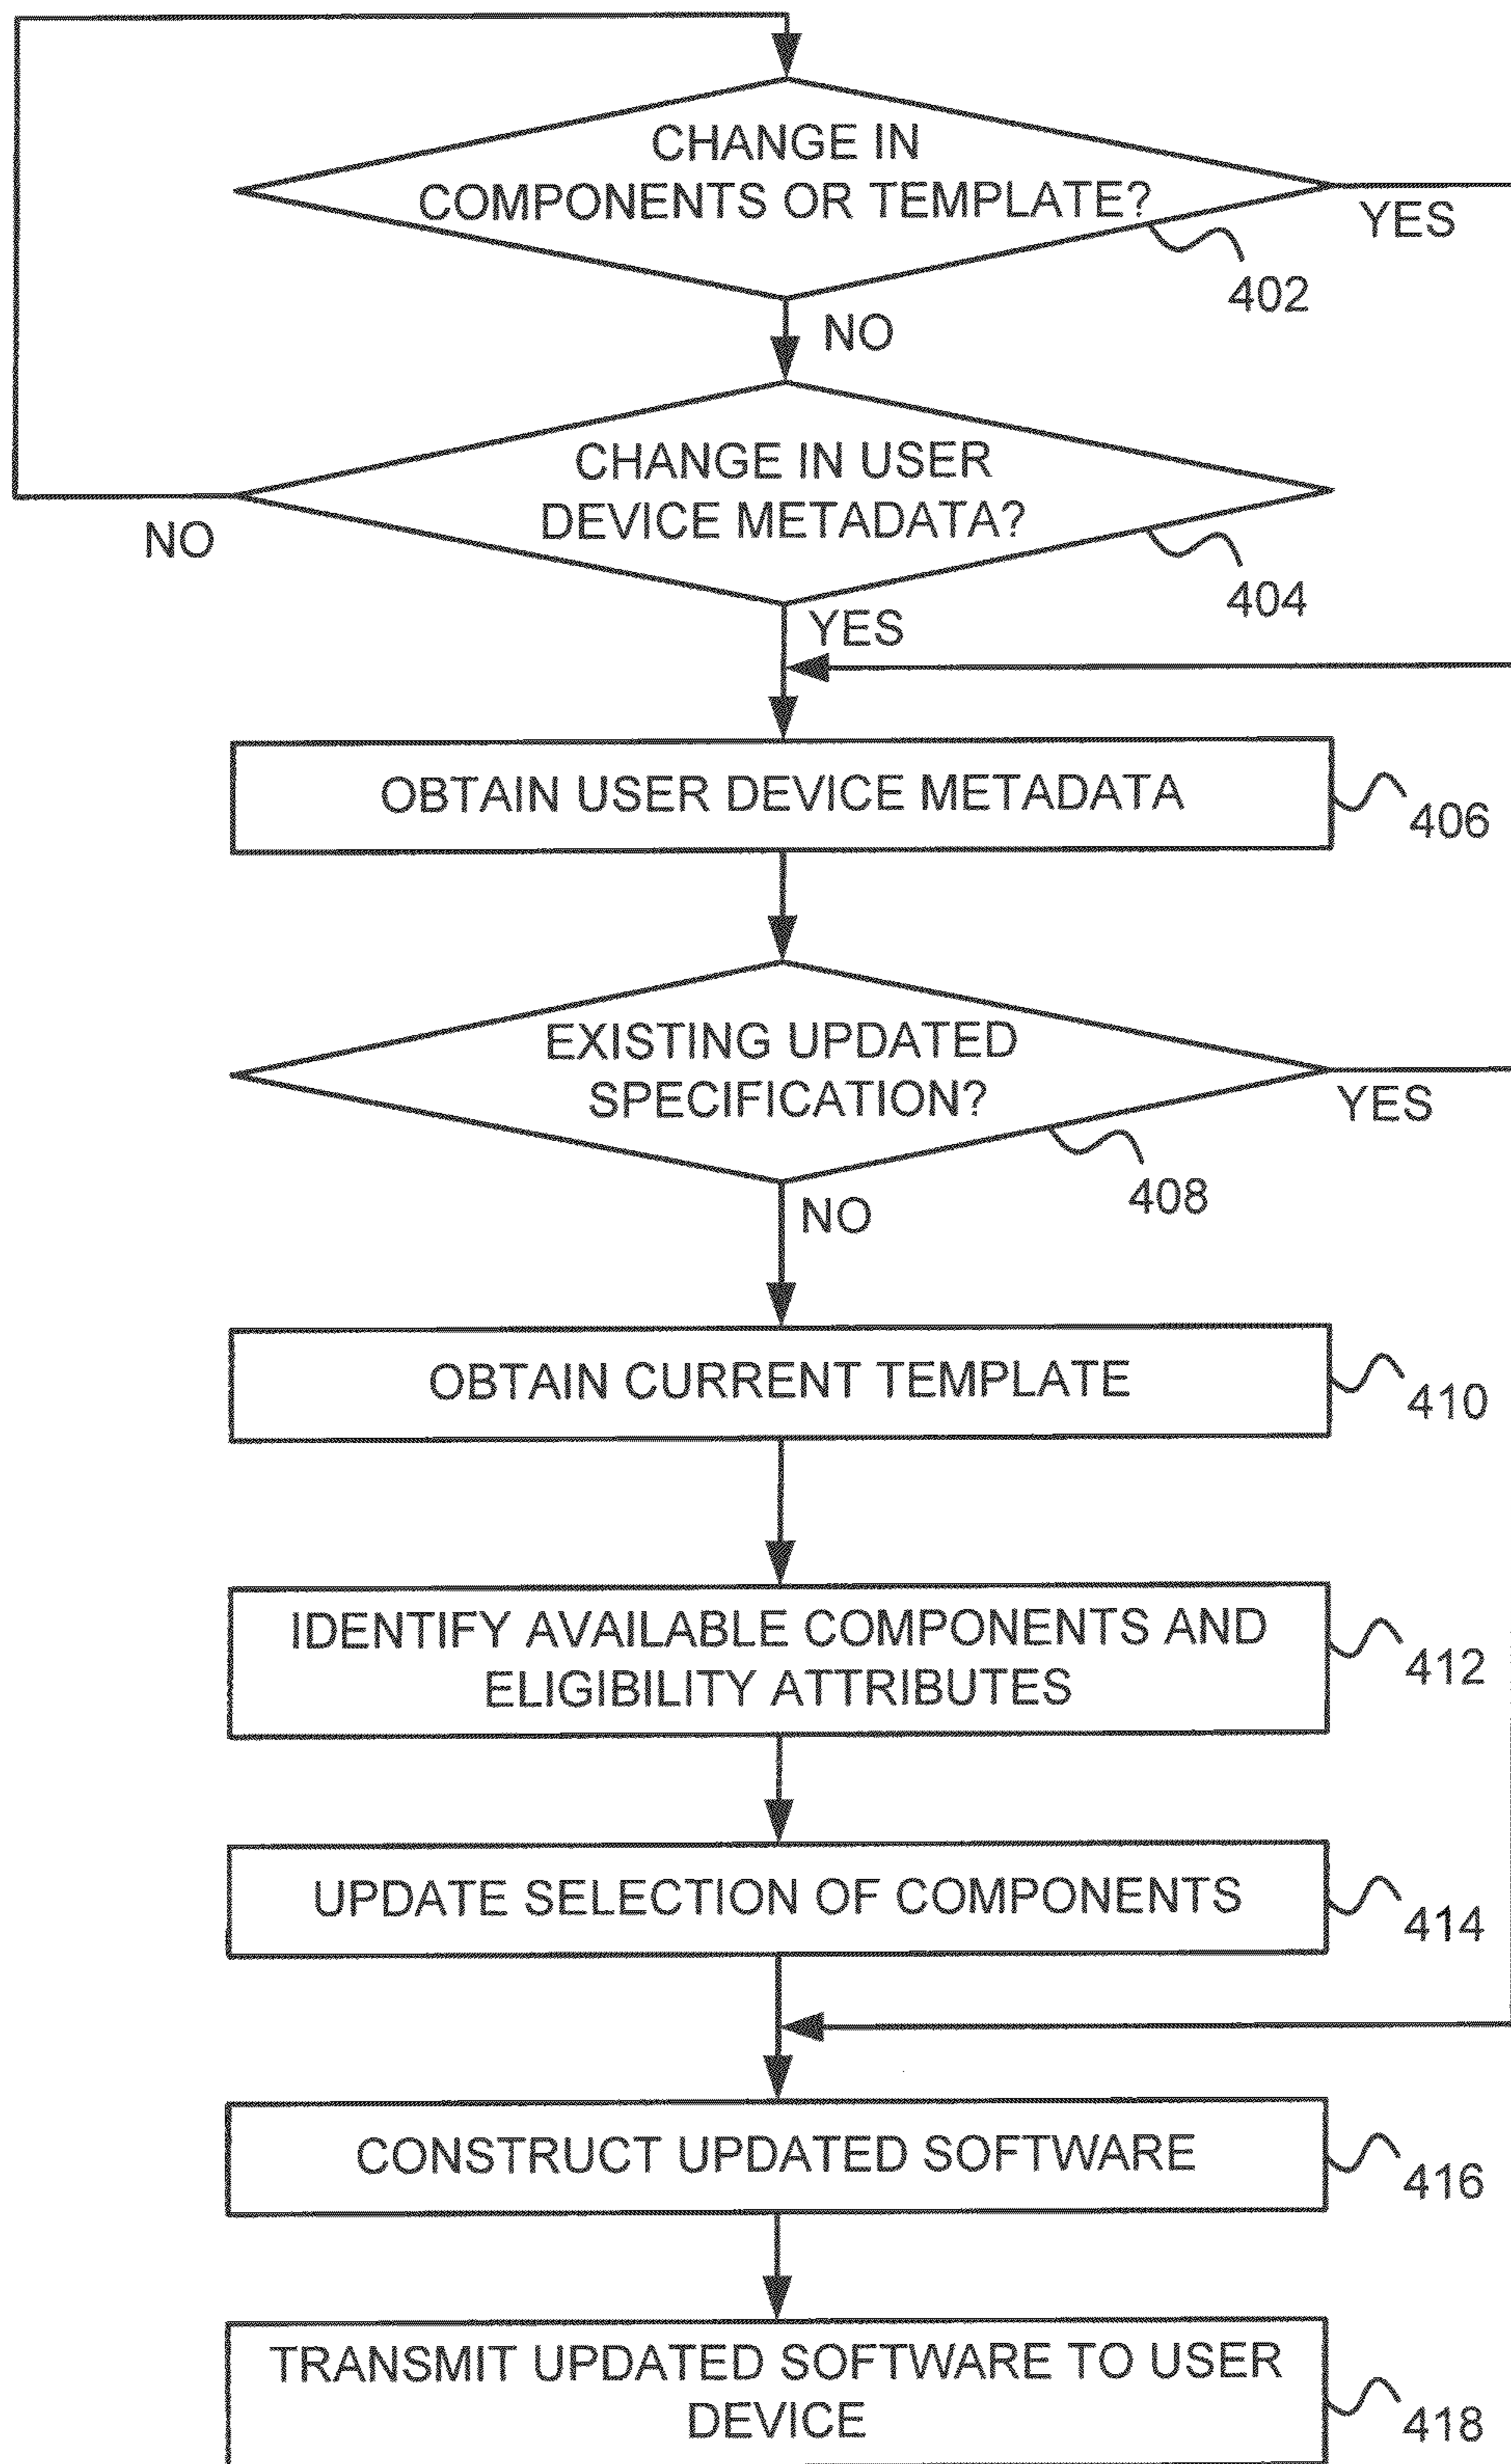 CHANGE IN
COMPONENTS OR TEMPLATE?
YES
402
NO
CHANGE IN USER
DEVICE METADATA?
NO
404
YES
OBTAIN USER DEVICE METADATA
406
EXISTING UPDATED
SPECIFICATION?
YES
408
NO
OBTAIN CURRENT TEMPLATE
410
IDENTIFY AVAILABLE COMPONENTS AND
ELIGIBILITY ATTRIBUTES
412
UPDATE SELECTION OF COMPONENTS
414
CONSTRUCT UPDATED SOFTWARE
416
TRANSMIT UPDATED SOFTWARE TO USER
DEVICE
418